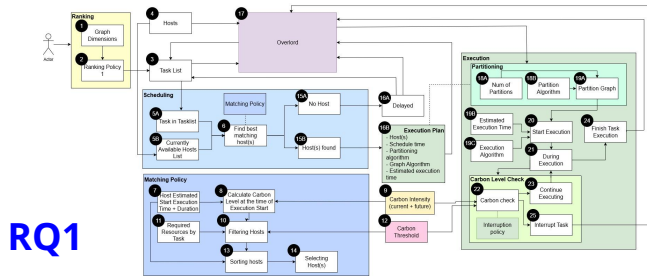 Ranking
1
Graph
Dimensions
2
Ranking Policy
1
Actor
4
Hosts
3
Task List
17
Overlord
Scheduling
5A
Task in Tasklist
5B
Currently
Available Hosts
List
Matching Policy
6
Find best
matching
host(s)
15A
No Host
15B
Host(s) found
16A
Delayed
16B
Execution Plan
- Host(s)
- Schedule time
- Partitioning
algorithm
- Graph Algorithm
- Estimated execution
time
Execution
Partitioning
18A
Num of
Partitions
18B
Partition
Algorithm
19A
Partition Graph
19B
Estimated
Execution Time
19C
Execution
Algorithm
20
Start Execution
21
During
Execution
24
Finish Task
Execution
Carbon Level Check
22
Carbon check
Interruption
policy
23
Continue
Executing
25
Interrupt Task
Matching Policy
7
Host Estimated
Start Execution
Time + Duration
8
Calculate Carbon
Level at the time of
Execution Start
9
Carbon Intensity
(current + future)
11
Required
Resources by
Task
10
Filtering Hosts
12
Carbon
Threshold
13
Sorting hosts
14
Selecting
Host(s)
RQ1